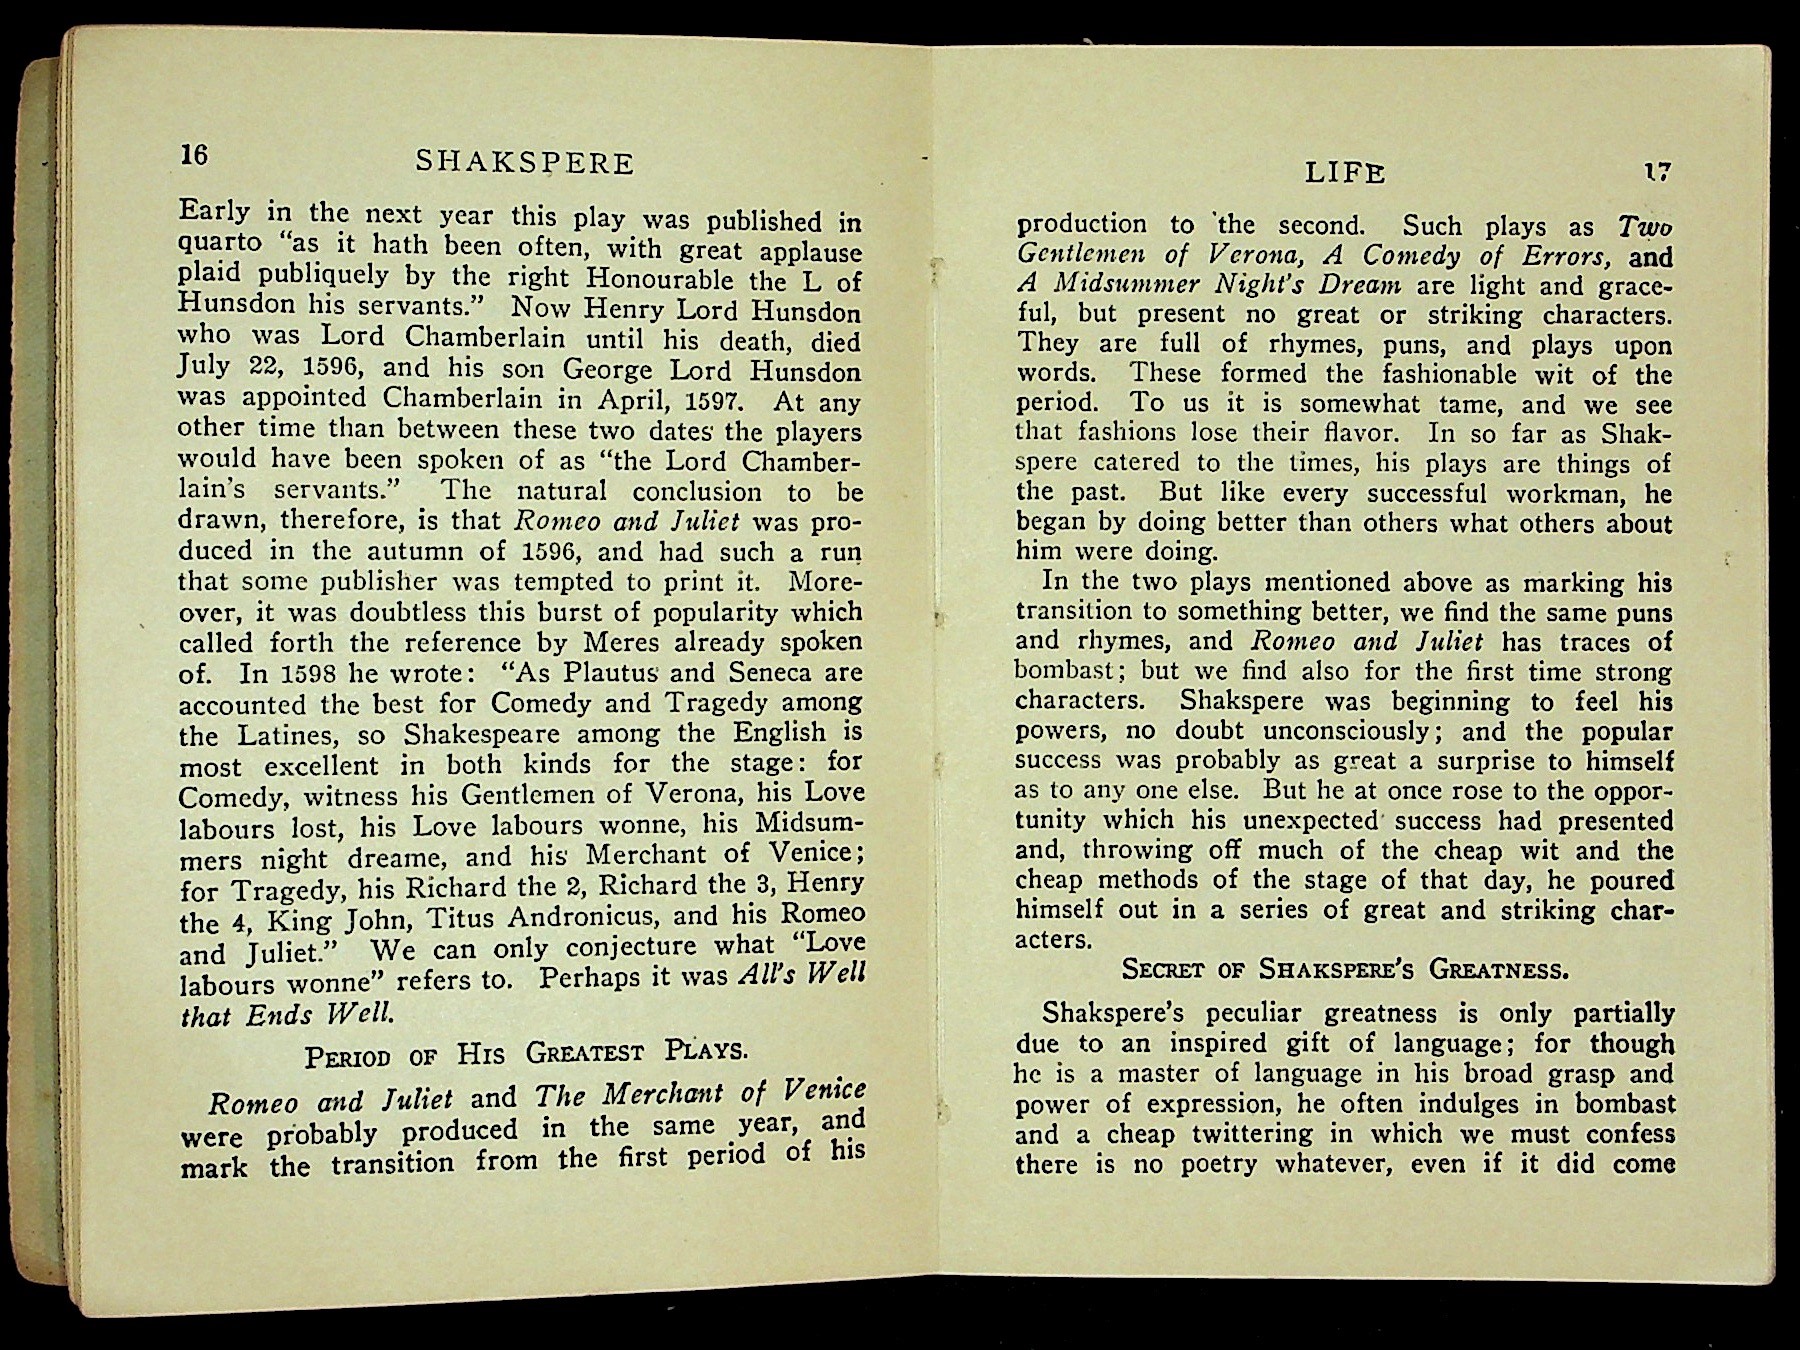 16
SHAKSPERE
Early in the next year this play was published in
quarto "as it hath been often, with great applause
plaid publiquely by the right Honourable the L of
Hunsdon his servants." Now Henry Lord Hunsdon
who was Lord Chamberlain until his death, died
July 22, 1596, and his son George Lord Hunsdon
was appointed Chamberlain in April, 1597. At any
other time than between these two dates the players
would have been spoken of as "the Lord Chamber-
lain's servants." The natural conclusion to be
drawn, therefore, is that Romeo and Juliet was pro-
duced in the autumn of 1596, and had such a run
that some publisher was tempted to print it. More-
over, it was doubtless this burst of popularity which
called forth the reference by Meres already spoken
of. In 1598 he wrote: "As Plautus and Seneca are
accounted the best for Comedy and Tragedy among
the Latines, so Shakespeare among the English is
most excellent in both kinds for the stage: for
Comedy, witness his Gentlemen of Verona, his Love
labours lost, his Love labours wonne, his Midsum-
mers night dreame, and his Merchant of Venice;
for Tragedy, his Richard the 2, Richard the 3, Henry
the 4, King John, Titus Andronicus, and his Romeo
and Juliet." We can only conjecture what "Love
labours wonne" refers to. Perhaps it was All's Well
that Ends Well.
PERIOD OF HIS GREATEST PLAYS.
Romeo and Juliet and The Merchant of Venice
were probably produced in the same year, and
mark the transition from the first period of his
LIFE
17
production to the second. Such plays as Two
Gentlemen of Verona, A Comedy of Errors, and
A Midsummer Night's Dream are light and grace-
ful, but present no great or striking characters.
They are full of rhymes, puns, and plays upon
words. These formed the fashionable wit of the
period. To us it is somewhat tame, and we see
that fashions lose their flavor. In so far as Shak-
spere catered to the times, his plays are things of
the past. But like every successful workman, he
began by doing better than others what others about
him were doing.
In the two plays mentioned above as marking his
transition to something better, we find the same puns
and rhymes, and Romeo and Juliet has traces of
bombast; but we find also for the first time strong
characters. Shakspere was beginning to feel his
powers, no doubt unconsciously; and the popular
success was probably as great a surprise to himself
as to any one else. But he at once rose to the oppor-
tunity which his unexpected success had presented
and, throwing off much of the cheap wit and the
cheap methods of the stage of that day, he poured
himself out in a series of great and striking char-
acters.
SECRET OF SHAKSPERE'S GREATNESS.
Shakspere's peculiar greatness is only partially
due to an inspired gift of language; for though
he is a master of language in his broad grasp and
power of expression, he often indulges in bombast
and a cheap twittering in which we must confess
there is no poetry whatever, even if it did come